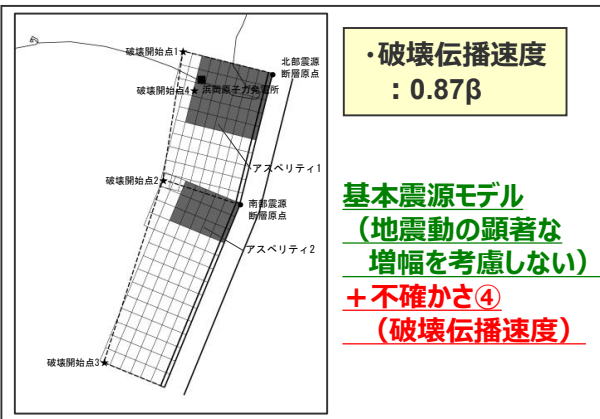 破壊開始点1★
北部震源
断層原点
破壊開始点4★
浜岡原子力発電所
アスペリティ1
破壊開始点2★
南部震源
断層原点
アスペリティ2
破壊開始点3★
・破壊伝播速度
：0.87β
基本震源モデル
（地震動の顕著な
増幅を考慮しない）
＋不確かさ④
（破壊伝播速度）